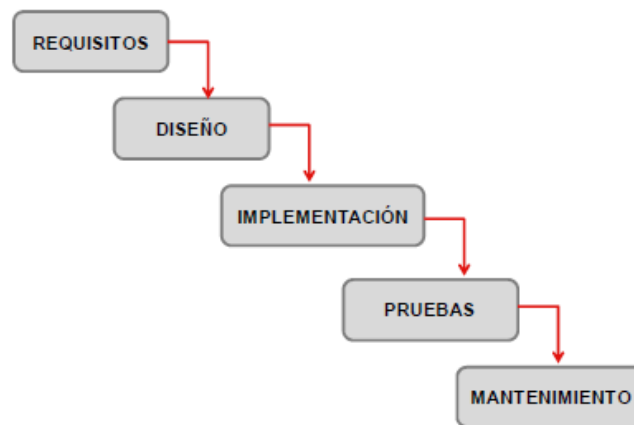 REQUISITOS
DISEÑO
IMPLEMENTACIÓN
PRUEBAS
MANTENIMIENTO